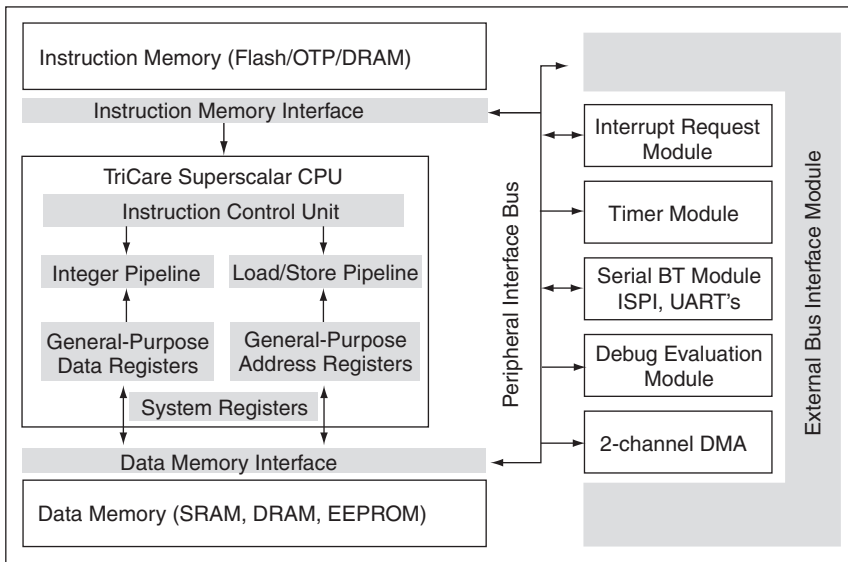 Instruction Memory (Flash/OTP/DRAM)
Instruction Memory Interface
TriCare Superscalar CPU
Instruction Control Unit
Integer Pipeline
Load/Store Pipeline
General-Purpose
Data Registers
General-Purpose
Address Registers
System Registers
Data Memory Interface
Data Memory (SRAM, DRAM, EEPROM)
Peripheral Interface Bus
Interrupt Request
Module
Timer Module
Serial BT Module
ISPI, UART's
Debug Evaluation
Module
2-channel DMA
External Bus Interface Module